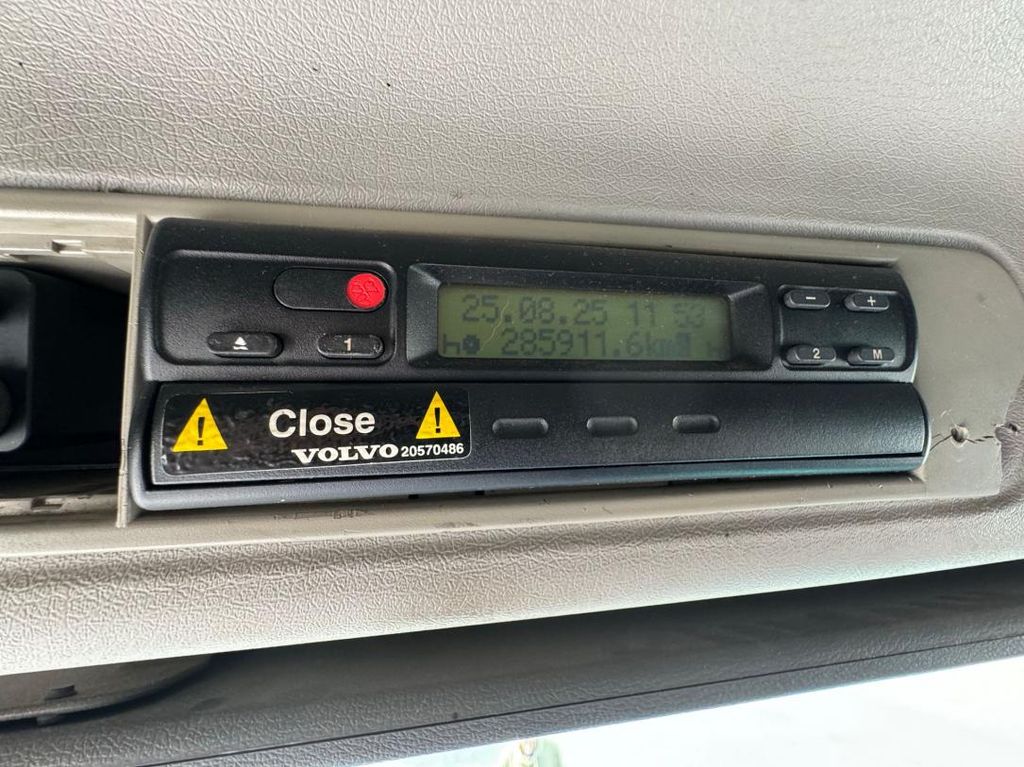 25.08.25 11 53
h 285911.6km
1
− +
2 M
Close
VOLVO 20570486